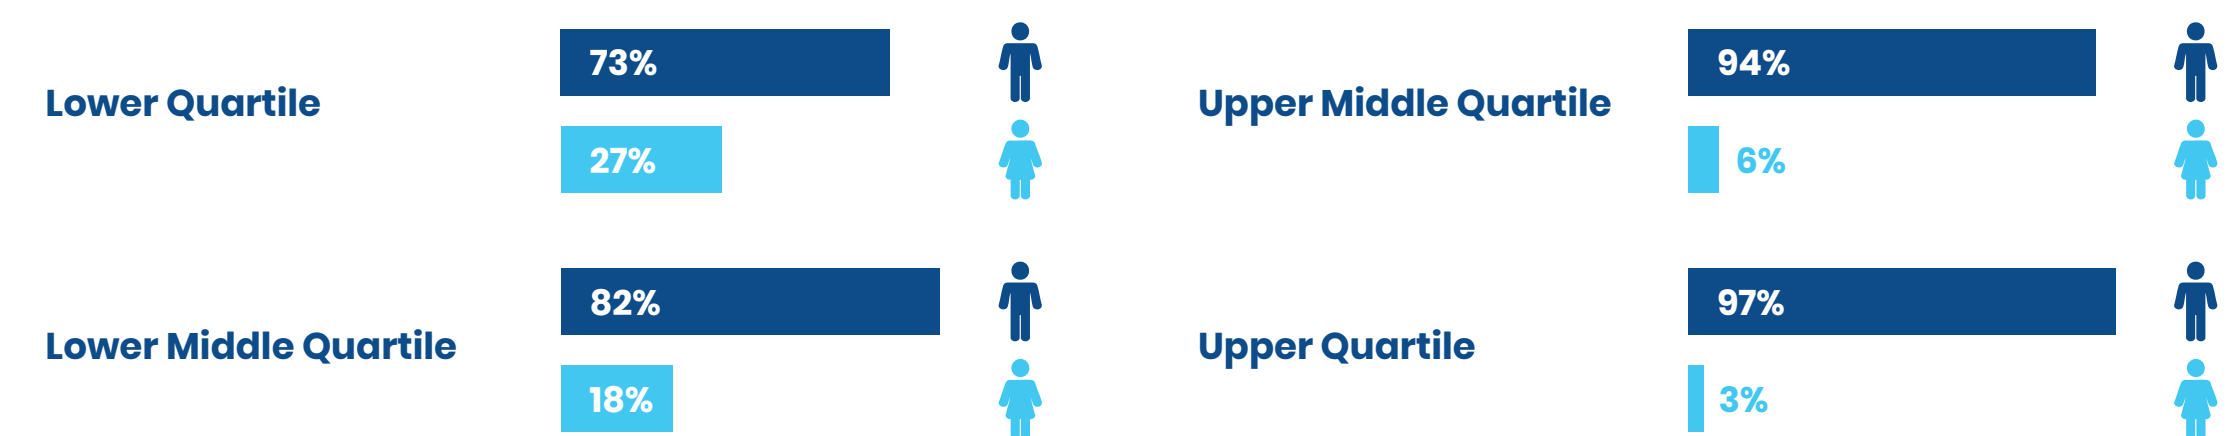 Lower Quartile
73%
27%
Upper Middle Quartile
94%
6%
Lower Middle Quartile
82%
18%
Upper Quartile
97%
3%